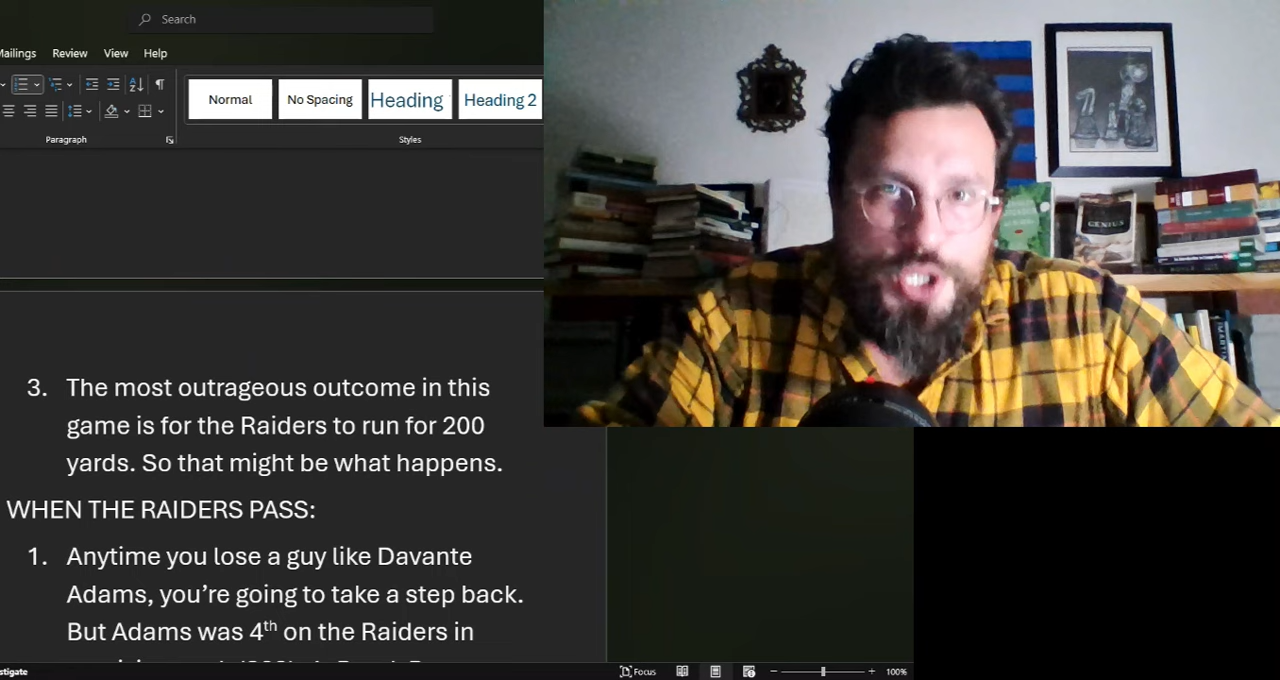 Search
Mailings Review View Help
Normal
No Spacing
Heading
Heading 2
Paragraph
Styles
GENIUS
3. The most outrageous outcome in this
game is for the Raiders to run for 200
yards. So that might be what happens.
WHEN THE RAIDERS PASS:
1. Anytime you lose a guy like Davante
Adams, you’re going to take a step back.
But Adams was 4th on the Raiders in
stigate
Focus
100%